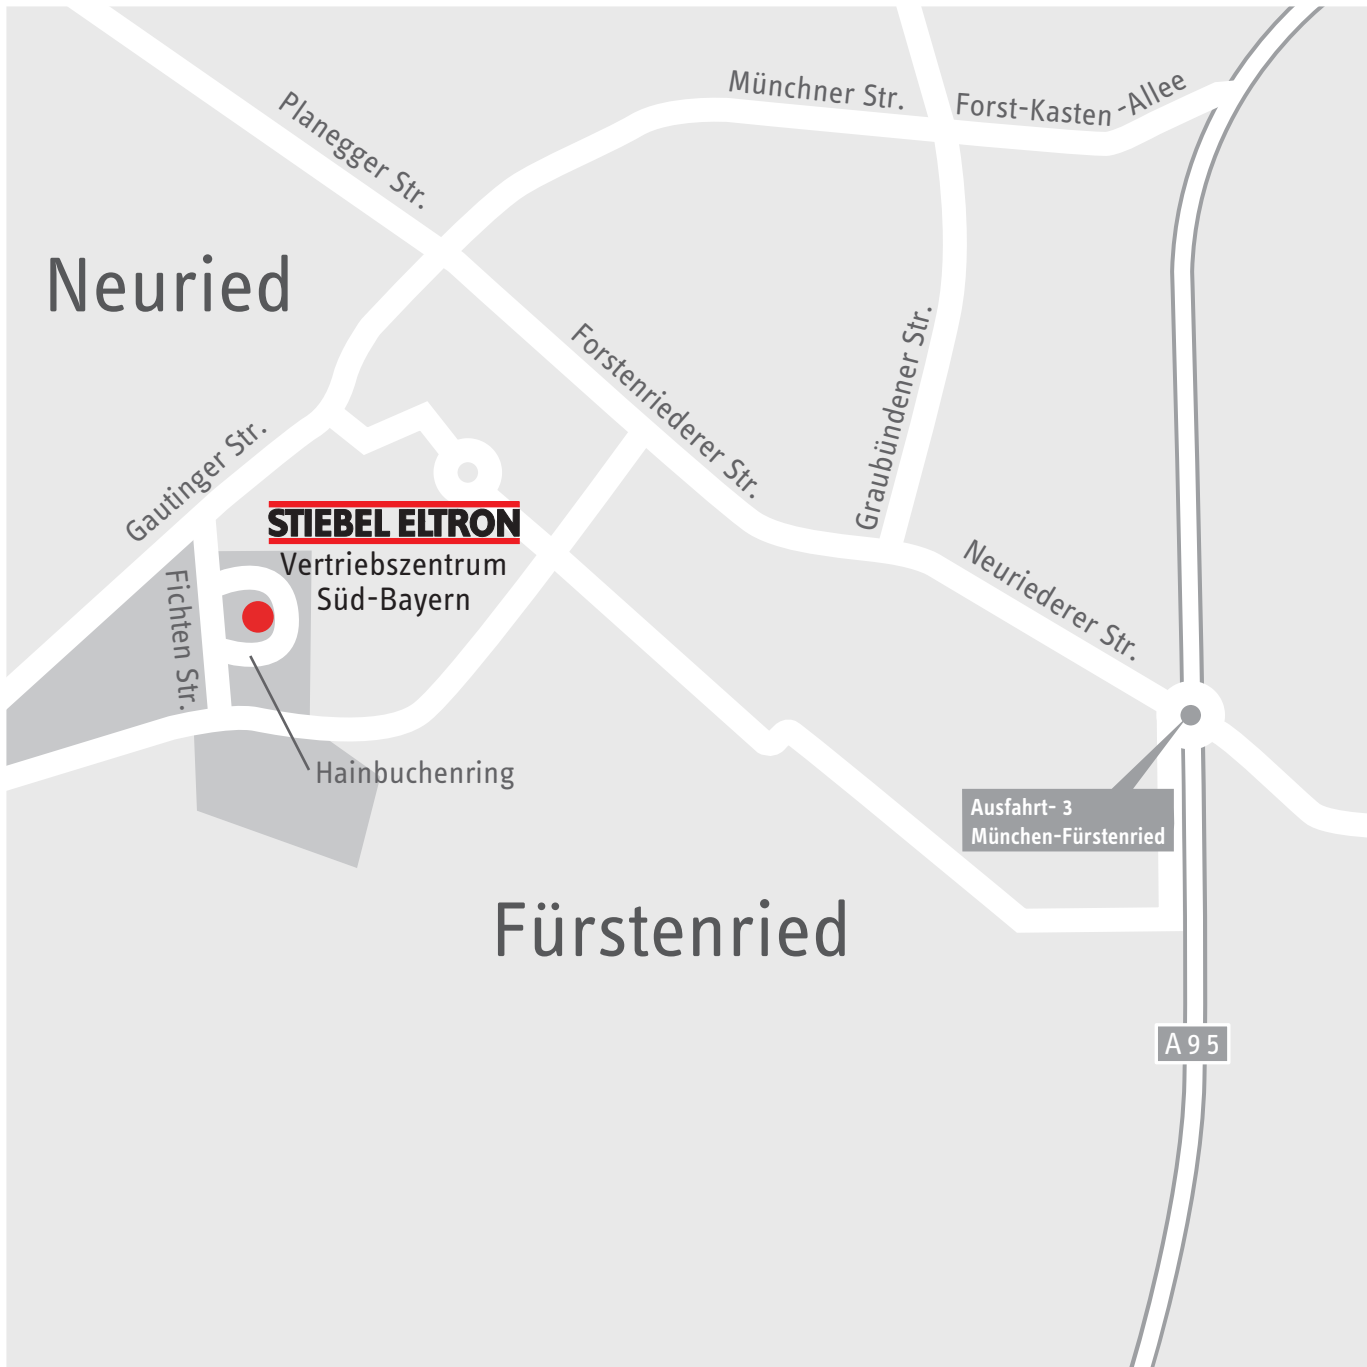 Münchner Str.
Forst-Kasten-Allee
Planegger Str.
Neuried
Forstenriederer Str.
Graubündener Str.
Gautinger Str.
STIEBEL ELTRON
Vertriebszentrum
Süd-Bayern
Fichten Str.
Neuriederer Str.
Hainbuchenring
Ausfahrt- 3
München-Fürstenried
Fürstenried
A 9 5